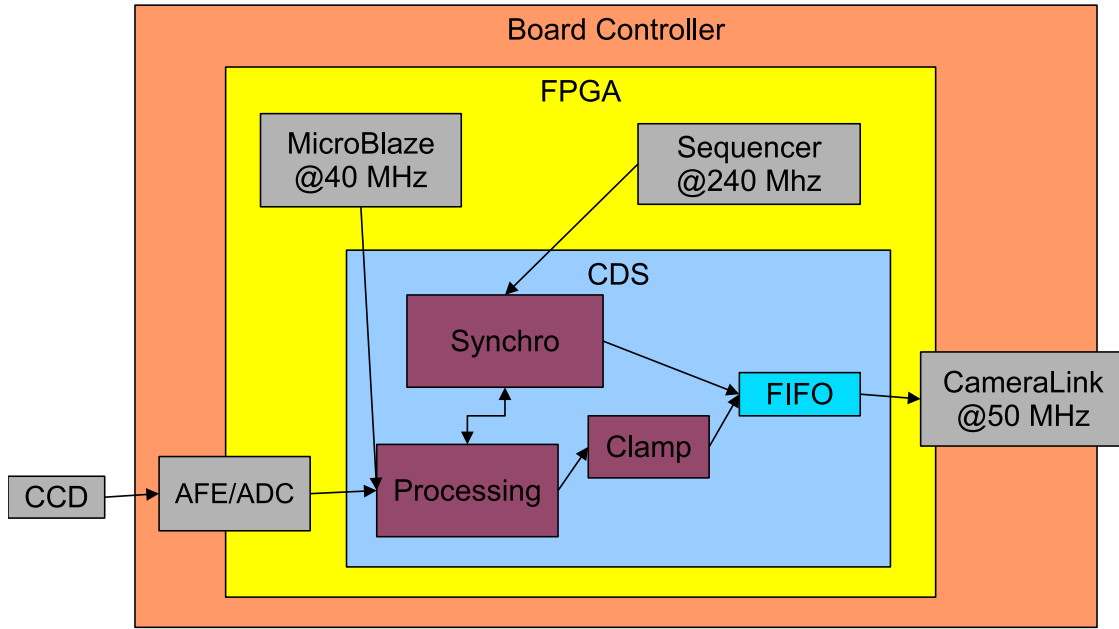 Board Controller
FPGA
MicroBlaze
@40 MHz
Sequencer
@240 Mhz
CDS
Synchro
FIFO
CameraLink
@50 MHz
Clamp
Processing
AFE/ADC
CCD